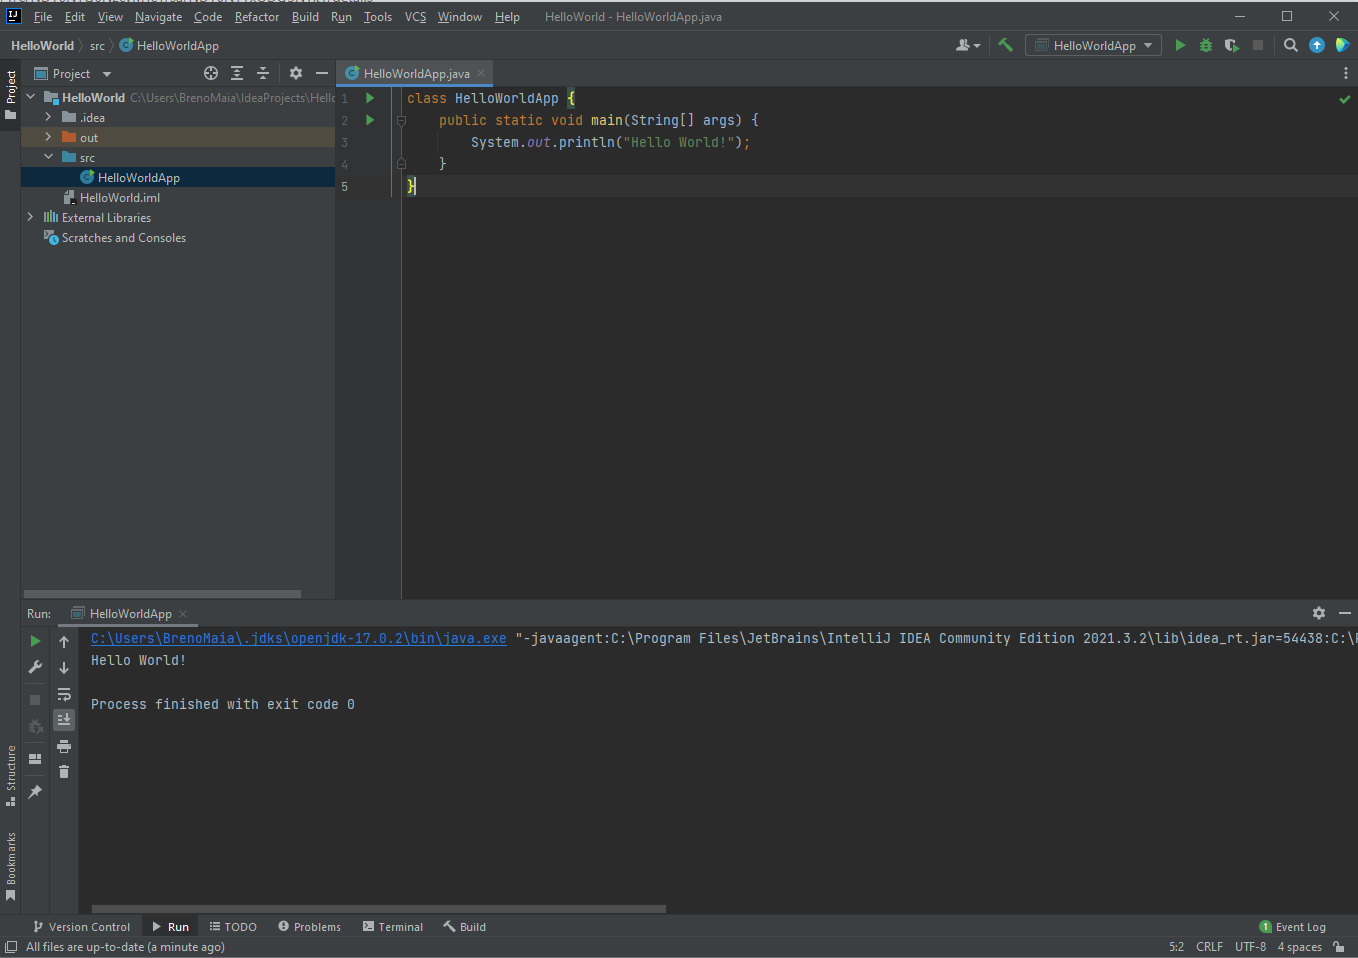 File Edit View Navigate Code Refactor Build Run Tools VCS Window Help HelloWorld - HelloWorldApp.java
HelloWorld src HelloWorldApp HelloWorldApp
Project
Project
HelloWorld C:\Users\BrenoMaia\IdeaProjects\Hello
.idea
out
src
HelloWorldApp
HelloWorld.iml
External Libraries
Scratches and Consoles
HelloWorldApp.java
1 class HelloWorldApp {
2 public static void main(String[] args) {
3 System.out.println("Hello World!");
4 }
5 }
Run: HelloWorldApp
C:\Users\BrenoMaia\.jdks\openjdk-17.0.2\bin\java.exe "-javaagent:C:\Program Files\JetBrains\IntelliJ IDEA Community Edition 2021.3.2\lib\idea_rt.jar=54438:C:\
Hello World!
Process finished with exit code 0
Structure
Bookmarks
Version Control Run TODO Problems Terminal Build 1 Event Log
All files are up-to-date (a minute ago) 5:2 CRLF UTF-8 4 spaces